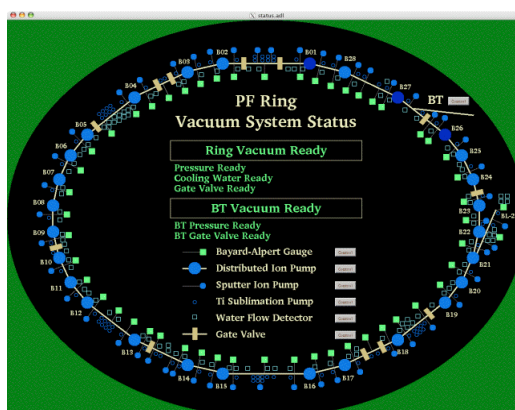 status.adl
B02
B01
B03
B28
B04
B27
BT
PF Ring
Vacuum System Status
B05
B26
B06
Ring Vacuum Ready
B25
B07
Pressure Ready
Cooling Water Ready
Gate Valve Ready
B24
B08
BT Vacuum Ready
B23
B09
BT Pressure Ready
BT Gate Valve Ready
B22
B10
Bayard-Alpert Gauge
B21
Distributed Ion Pump
B11
Sputter Ion Pump
B20
B12
Ti Sublimation Pump
B19
Water Flow Detector
B13
Gate Valve
B18
B14
B15
B16
B17